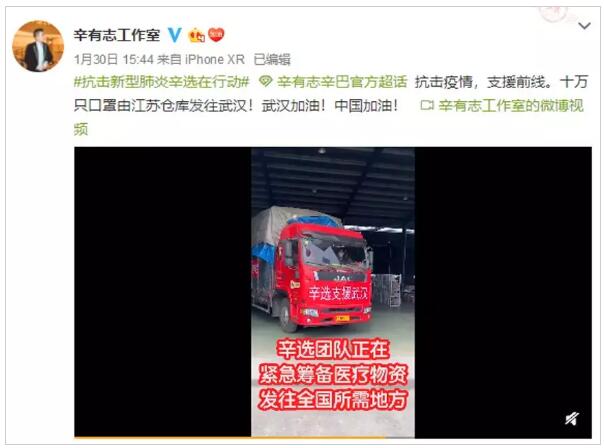 辛有志工作室
1月30日 15:44 来自 iPhone XR 已编辑
#抗击新型肺炎辛选在行动# 辛有志辛巴官方超话 抗击疫情，支援前线。十万
只口罩由江苏仓库发往武汉！武汉加油！中国加油！ 辛有志工作室的微博视
频
JAC
辛选支援武汉
辛选团队正在
紧急筹备医疗物资
发往全国所需地方